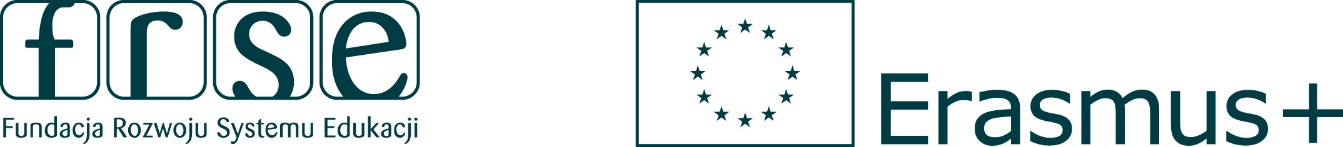 frse
Fundacja Rozwoju Systemu Edukacji
Erasmus+